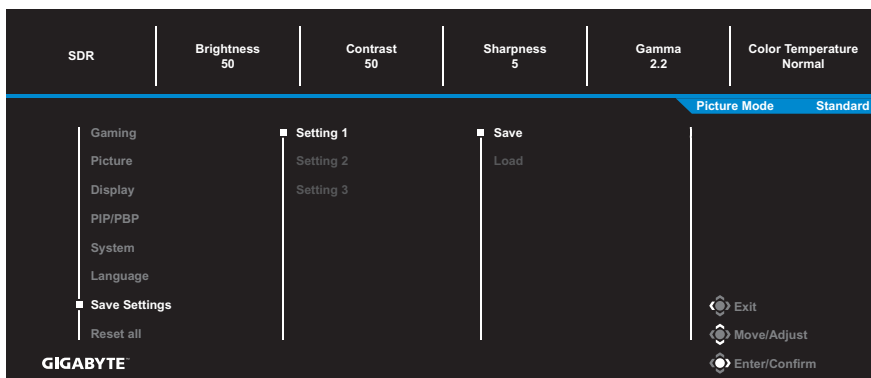 SDR
Brightness
50
Contrast
50
Sharpness
5
Gamma
2.2
Color Temperature
Normal
Picture Mode Standard
Gaming
Picture
Display
PIP/PBP
System
Language
Save Settings
Reset all
Setting 1
Setting 2
Setting 3
Save
Load
Exit
Move/Adjust
Enter/Confirm
GIGABYTE™